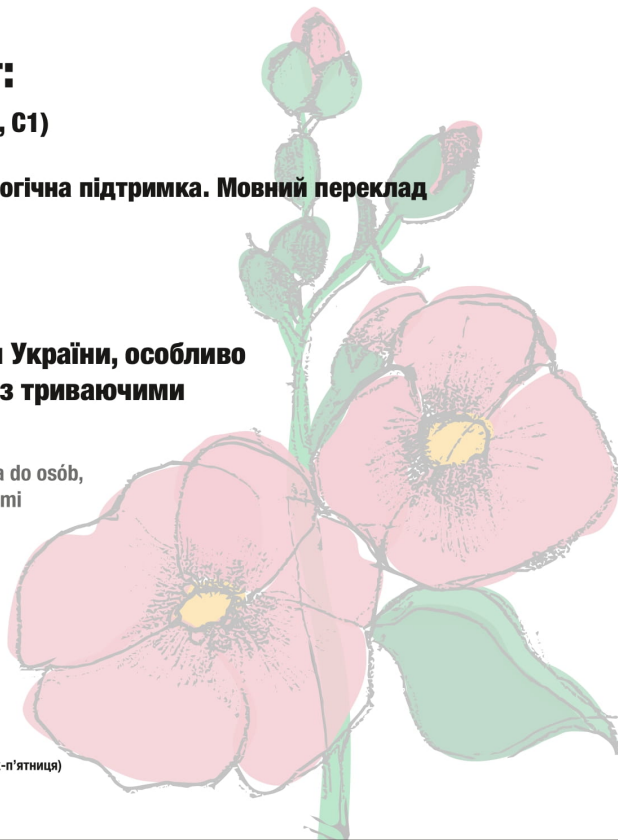 :
, C1)
огічна підтримка. Мовний переклад
України, особливо
з триваючими
a do osób,
mi
-п’ятниця)